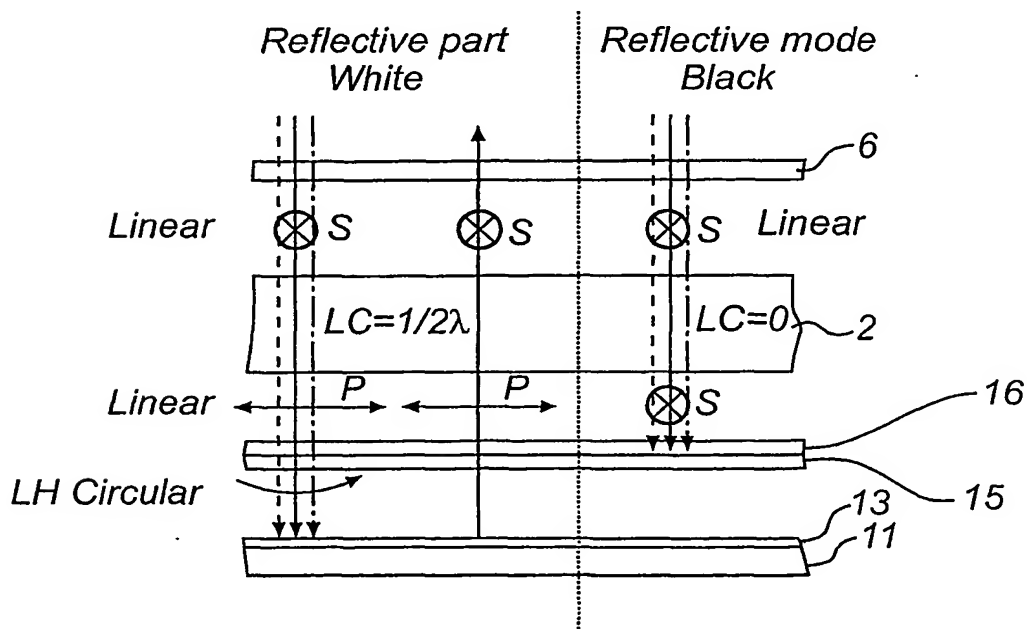 Reflective part
White
Reflective mode
Black
6
Linear
S
S
S
Linear
LC=1/2λ
LC=0
2
Linear
P
P
S
16
15
LH Circular
13
11